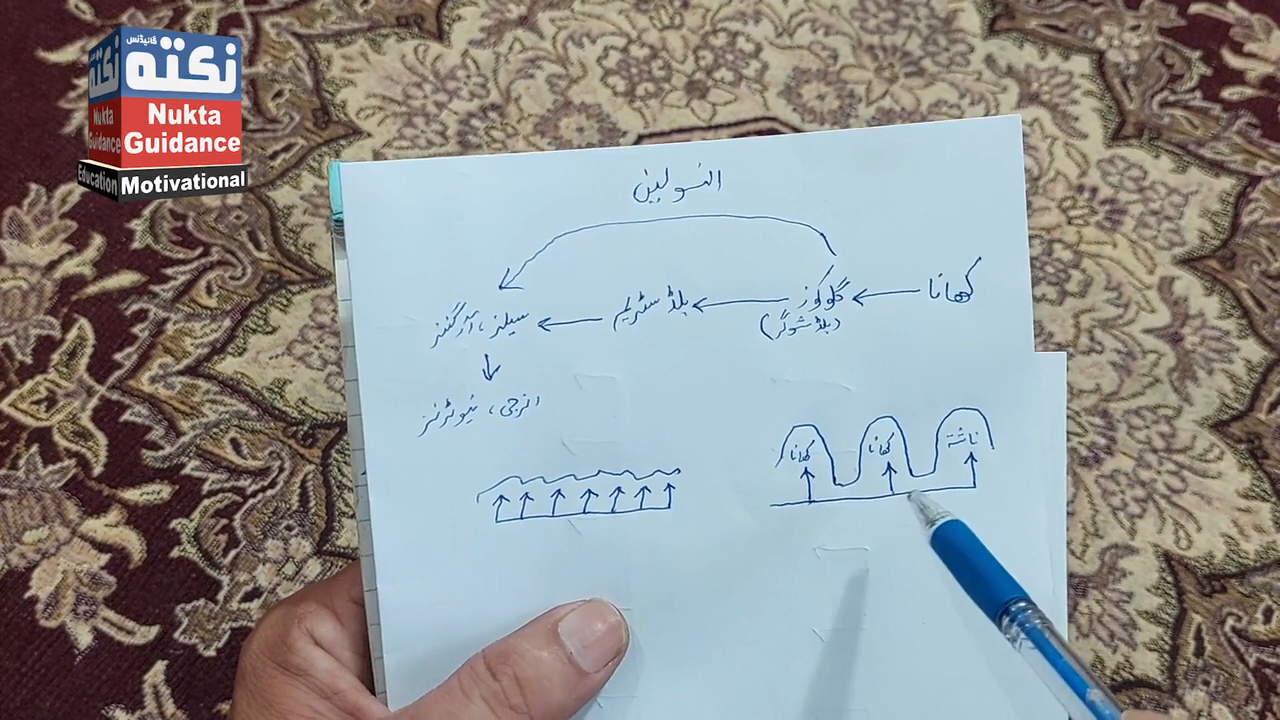 گائیڈنس
نکتہ
Nukta
Guidance
Education
Motivational
انسولین
کھانا ← گلوکوز ← بلڈ سٹریم ← سیلز، آرگنز
(بلڈ شوگر)
انرجی، نیوٹرنز
ناشتہ
کھانا
کھانا